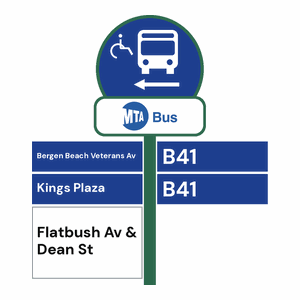 MTA Bus
Bergen Beach Veterans Av B41
Kings Plaza B41
Flatbush Av &
Dean St